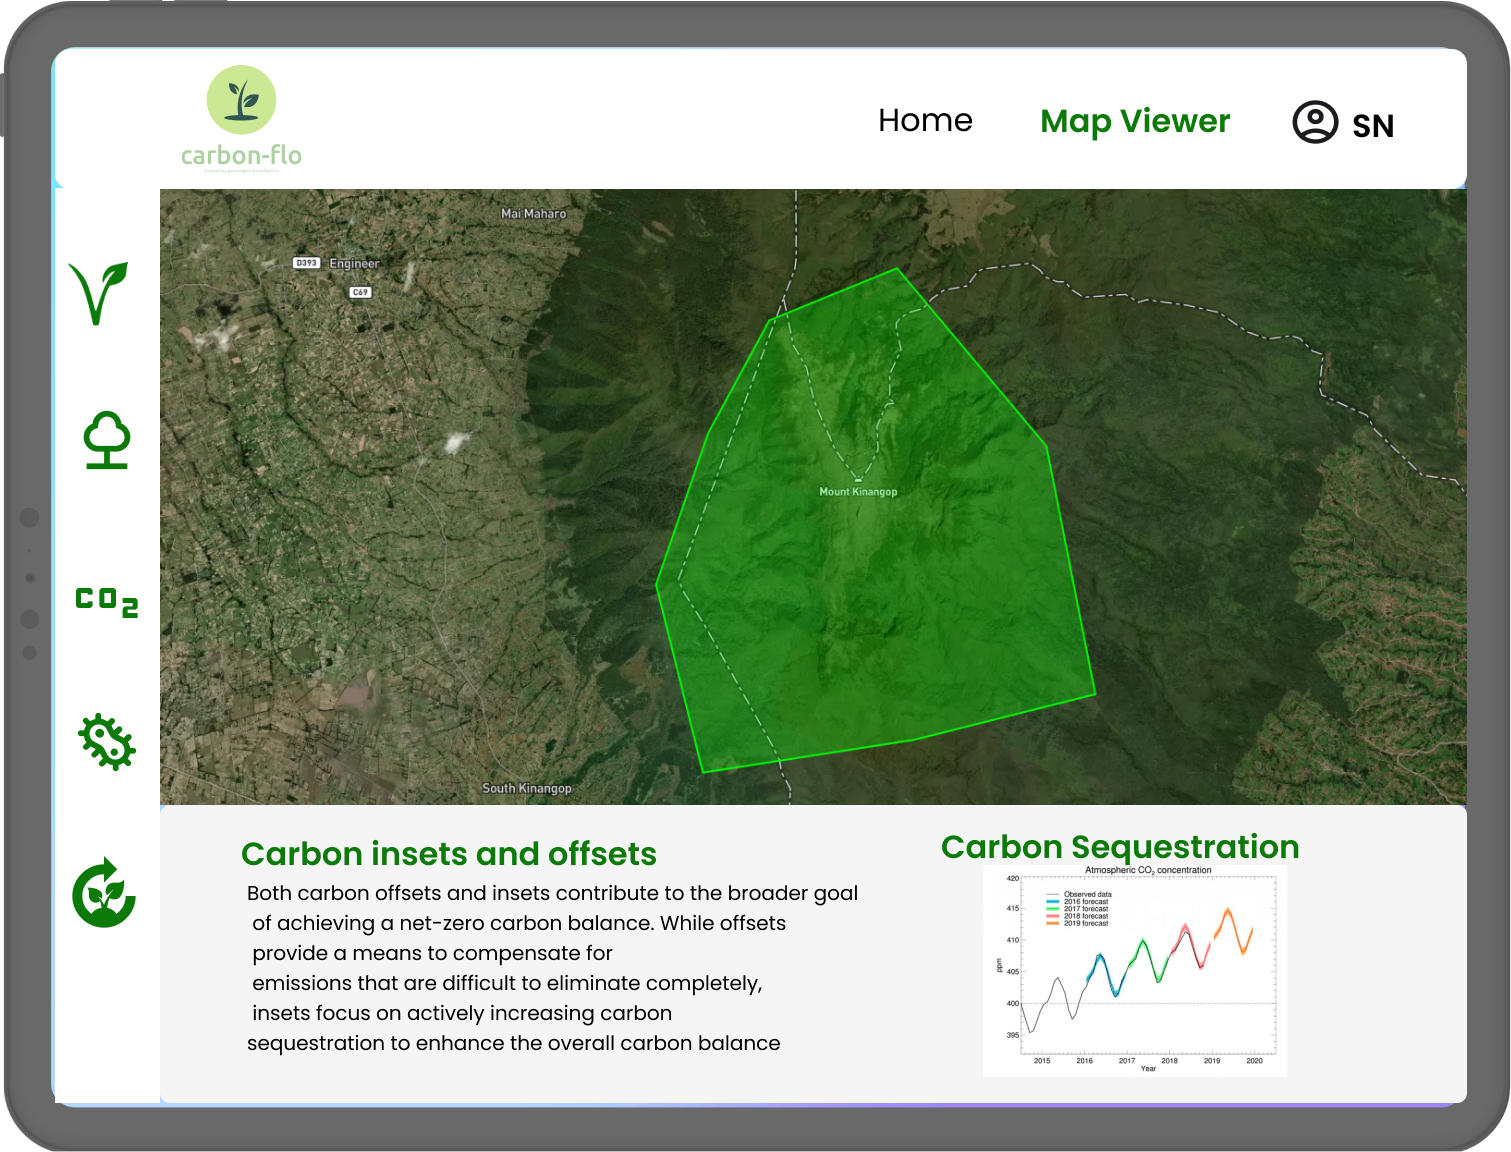 carbon-flo
Home
Map Viewer
SN
Mai Maharo
D393
Engineer
C69
Mount Kinangop
South Kinangop
CO2
Carbon insets and offsets
Both carbon offsets and insets contribute to the broader goal
of achieving a net-zero carbon balance. While offsets
provide a means to compensate for
emissions that are difficult to eliminate completely,
insets focus on actively increasing carbon
sequestration to enhance the overall carbon balance
Carbon Sequestration
Atmospheric CO2 concentration
420
415
410
405
400
395
ppm
Observed data
2016 forecast
2017 forecast
2018 forecast
2019 forecast
2015
2016
2017
2018
2019
2020
Year